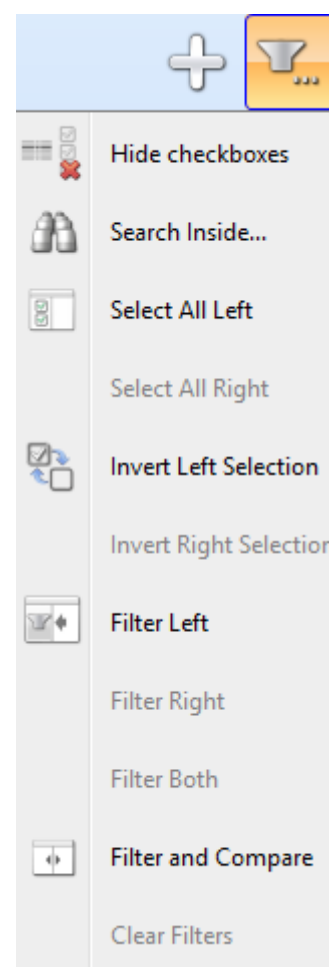 Hide checkboxes
Search Inside...
Select All Left
Select All Right
Invert Left Selection
Invert Right Selection
Filter Left
Filter Right
Filter Both
Filter and Compare
Clear Filters